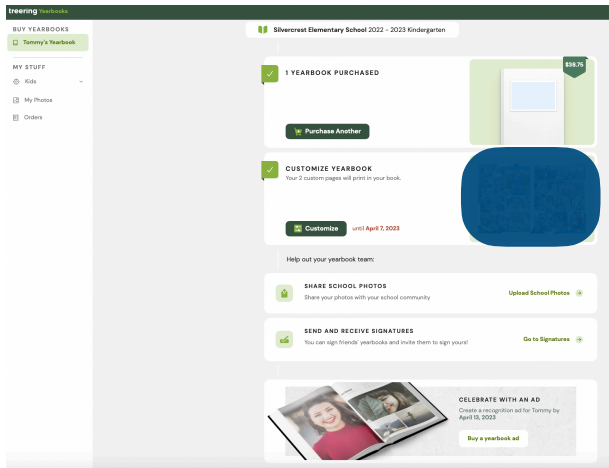 treering Yearbooks
BUY YEARBOOKS
Tommy's Yearbook
MY STUFF
Kids
My Photos
Orders
Silvercrest Elementary School 2022 - 2023 Kindergarten
1 YEARBOOK PURCHASED
$38.75
Purchase Another
CUSTOMIZE YEARBOOK
Your 2 custom pages will print in your book.
Customize until April 7, 2023
Help out your yearbook team:
SHARE SCHOOL PHOTOS
Share your photos with your school community
Upload School Photos
SEND AND RECEIVE SIGNATURES
You can sign friends' yearbooks and invite them to sign yours!
Go to Signatures
CELEBRATE WITH AN AD
Create a recognition ad for Tommy by
April 13, 2023
Buy a yearbook ad